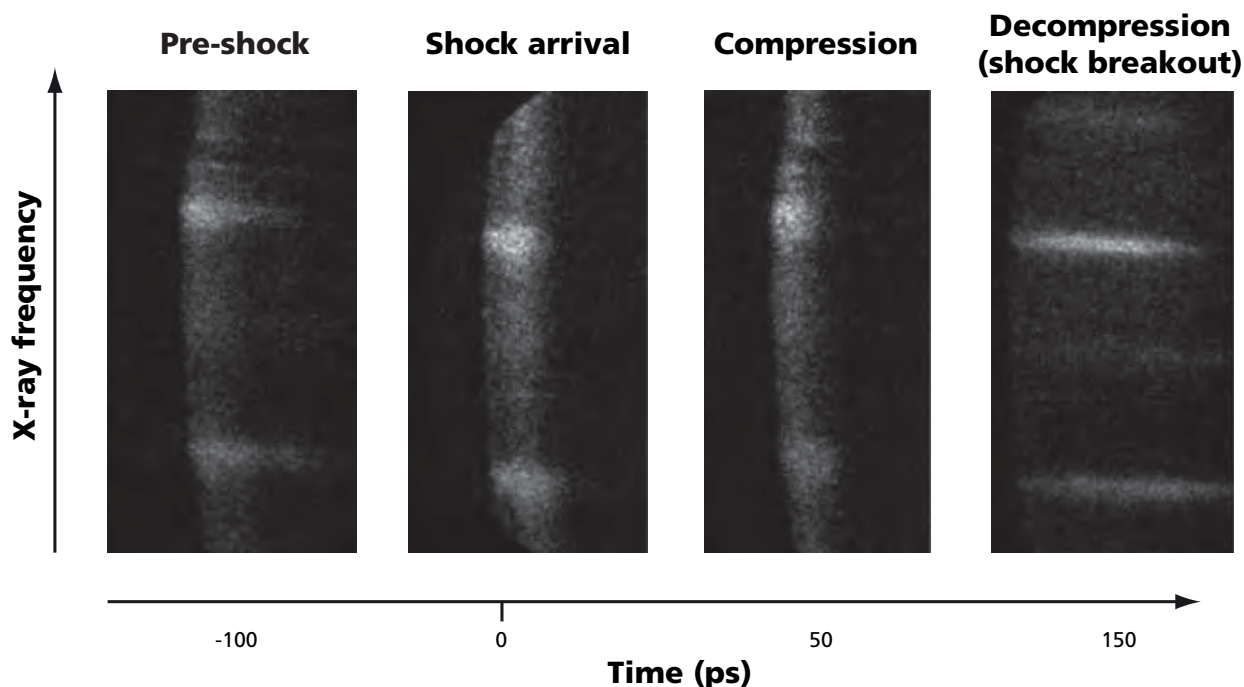 Pre-shock
Shock arrival
Compression
Decompression
(shock breakout)
X-ray frequency
-100
0
50
150
Time (ps)